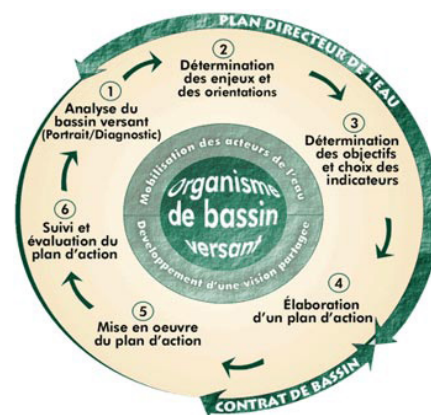 PLAN DIRECTEUR DE L'EAU
1
Analyse du
bassin versant
(Portrait/Diagnostic)
2
Détermination
des enjeux et
des orientations
3
Détermination
des objectifs
et choix des
indicateurs
4
Élaboration
d'un plan d'action
5
Mise en oeuvre
du plan d'action
6
Suivi et
évaluation du
plan d'action
Mobilisation des acteurs de l'eau
Organisme
de bassin
versant
Développement d'une vision partagée
CONTRAT DE BASSIN